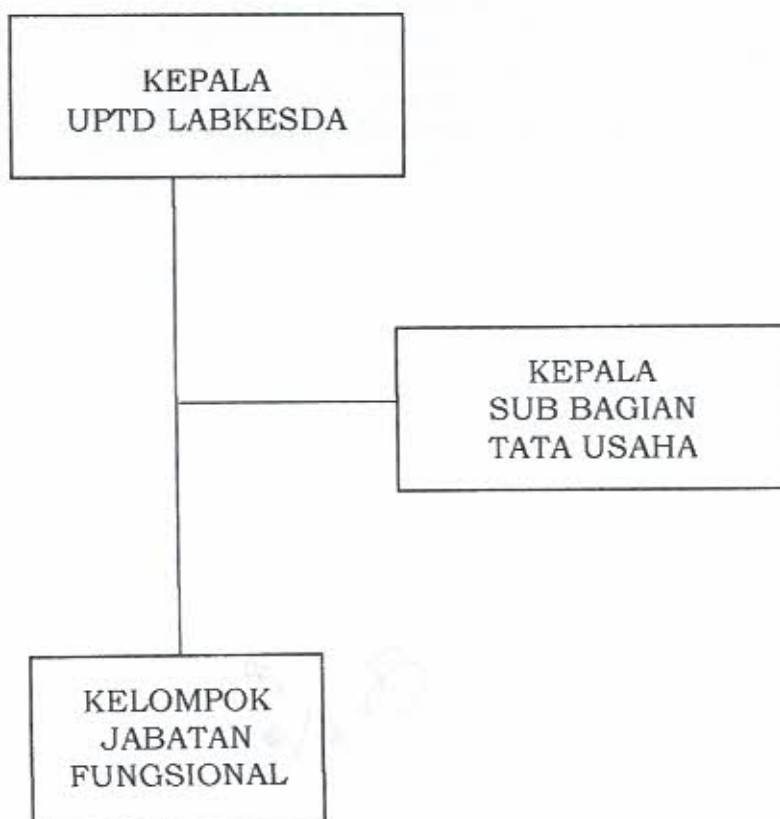 KEPALA
UPTD LABKESDA
KEPALA
SUB BAGIAN
TATA USAHA
KELOMPOK
JABATAN
FUNGSIONAL